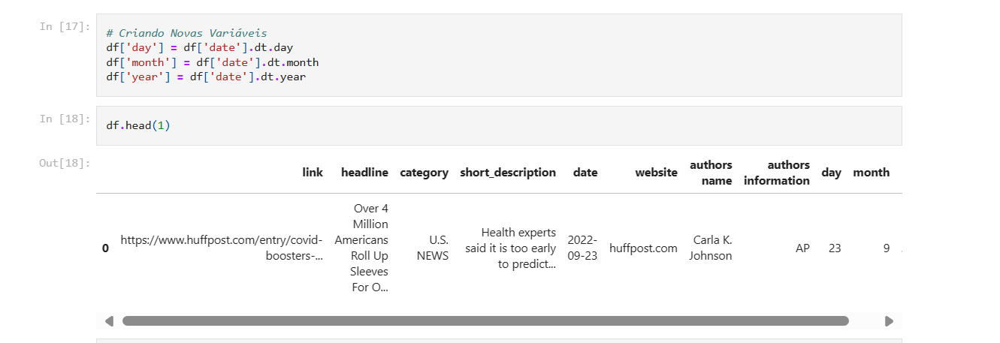 In [17]:
# Criando Novas Variáveis
df['day'] = df['date'].dt.day
df['month'] = df['date'].dt.month
df['year'] = df['date'].dt.year
In [18]:
df.head(1)
Out[18]:
link headline category short_description date website authors name authors information day month
0 https://www.huffpost.com/entry/covid-boosters-... Over 4 Million Americans Roll Up Sleeves For O... U.S. NEWS Health experts said it is too early to predict... 2022-09-23 huffpost.com Carla K. Johnson AP 23 9